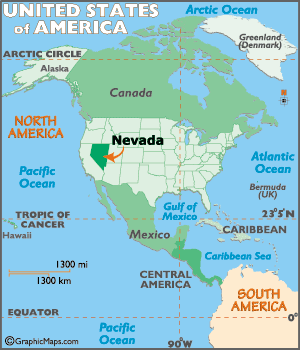 UNITED STATES
of AMERICA
Arctic Ocean
Greenland
(Denmark)
ARCTIC CIRCLE
Alaska
Canada
NORTH
AMERICA
Nevada
Pacific
Ocean
Atlantic
Ocean
Bermuda
(UK)
Gulf of
Mexico
TROPIC OF
CANCER
23°5'N
Hawaii
Mexico
CARIBBEAN
Caribbean Sea
1300 mi
1300 km
CENTRAL
AMERICA
SOUTH
AMERICA
EQUATOR
Pacific
Ocean
90°W
©GraphicMaps.com